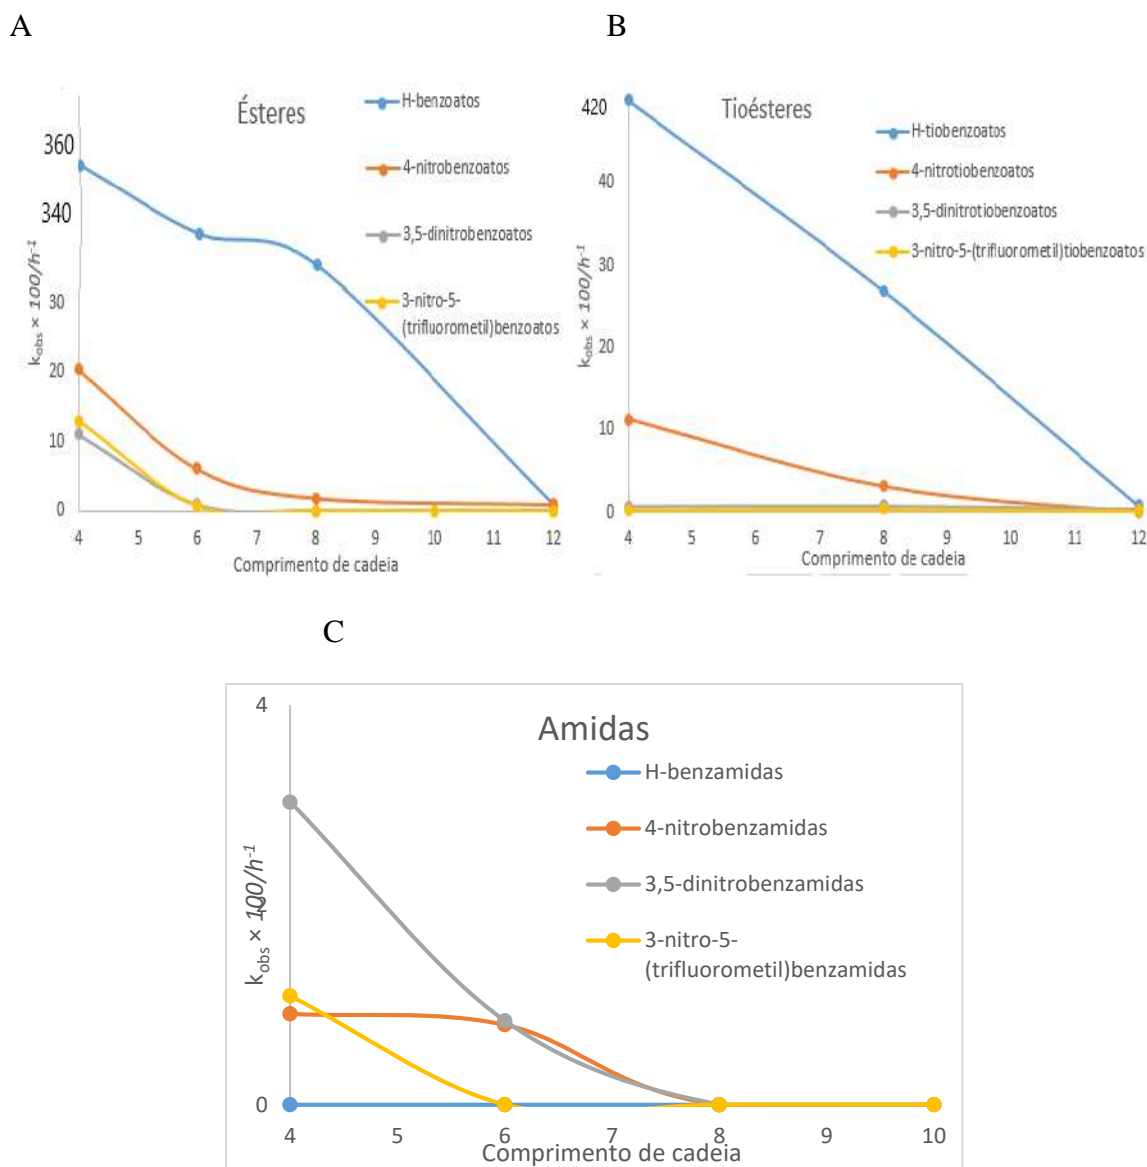 A
B
Ésteres
H-benzoatos
4-nitrobenzoatos
3,5-dinitrobenzoatos
3-nitro-5-
(trifluorometil)benzoatos
360
340
30
20
10
0
k_obs × 100/h⁻¹
4 5 6 7 8 9 10 11 12
Comprimento de cadeia
Tioésteres
H-tiobenzoatos
4-nitrotiobenzoatos
3,5-dinitrotiobenzoatos
3-nitro-5-(trifluorometil)tiobenzoatos
420
40
30
20
10
0
k_obs × 100/h⁻¹
4 5 6 7 8 9 10 11 12
Comprimento de cadeia
C
Amidas
H-benzamidas
4-nitrobenzamidas
3,5-dinitrobenzamidas
3-nitro-5-
(trifluorometil)benzamidas
4
0
k_obs × 100/h⁻¹
4 5 6 7 8 9 10
Comprimento de cadeia